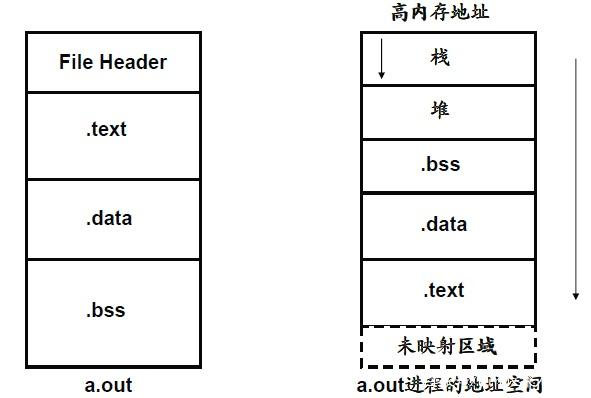 File Header
.text
.data
.bss
a.out
高内存地址
栈
堆
.bss
.data
.text
未映射区域
a.out进程的地址空间